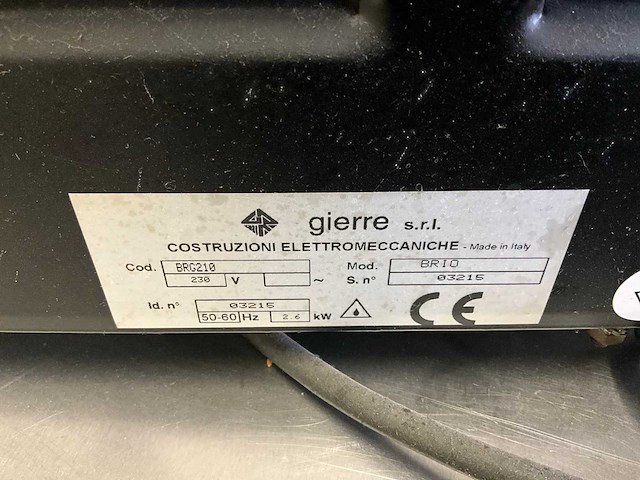 gierre s.r.l.
COSTRUZIONI ELETTROMECCANICHE - Made in Italy
Cod. BRG210 Mod. BRIO
230 V ~ S. n° 03215
Id. n° 03215
50-60 Hz 2.6 kW CE